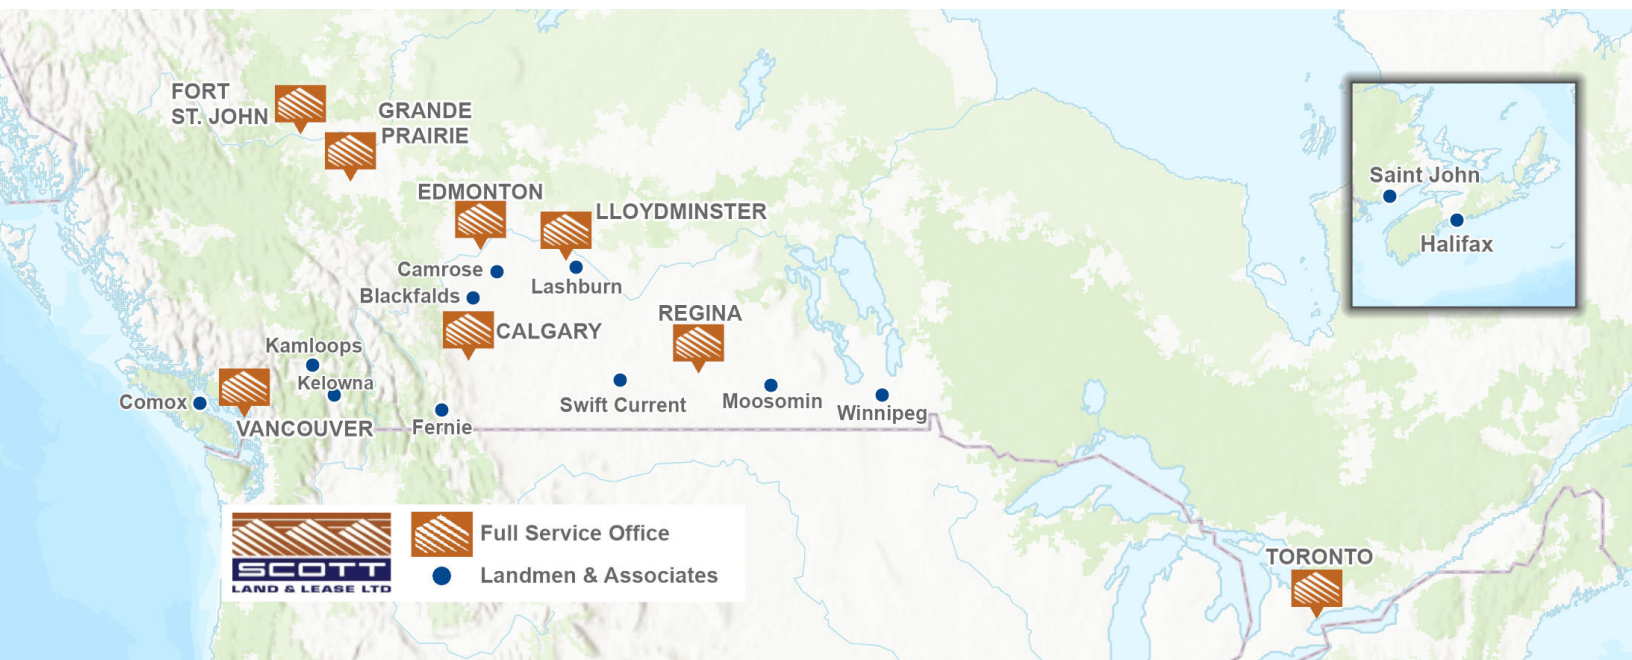 FORT
ST. JOHN
GRANDE
PRAIRIE
EDMONTON
LLOYDMINSTER
Camrose
Lashburn
Blackfalds
REGINA
CALGARY
Kamloops
Kelowna
Comox
VANCOUVER
Fernie
Swift Current
Moosomin
Winnipeg
Saint John
Halifax
TORONTO
SCOTT
LAND & LEASE LTD
Full Service Office
Landmen & Associates